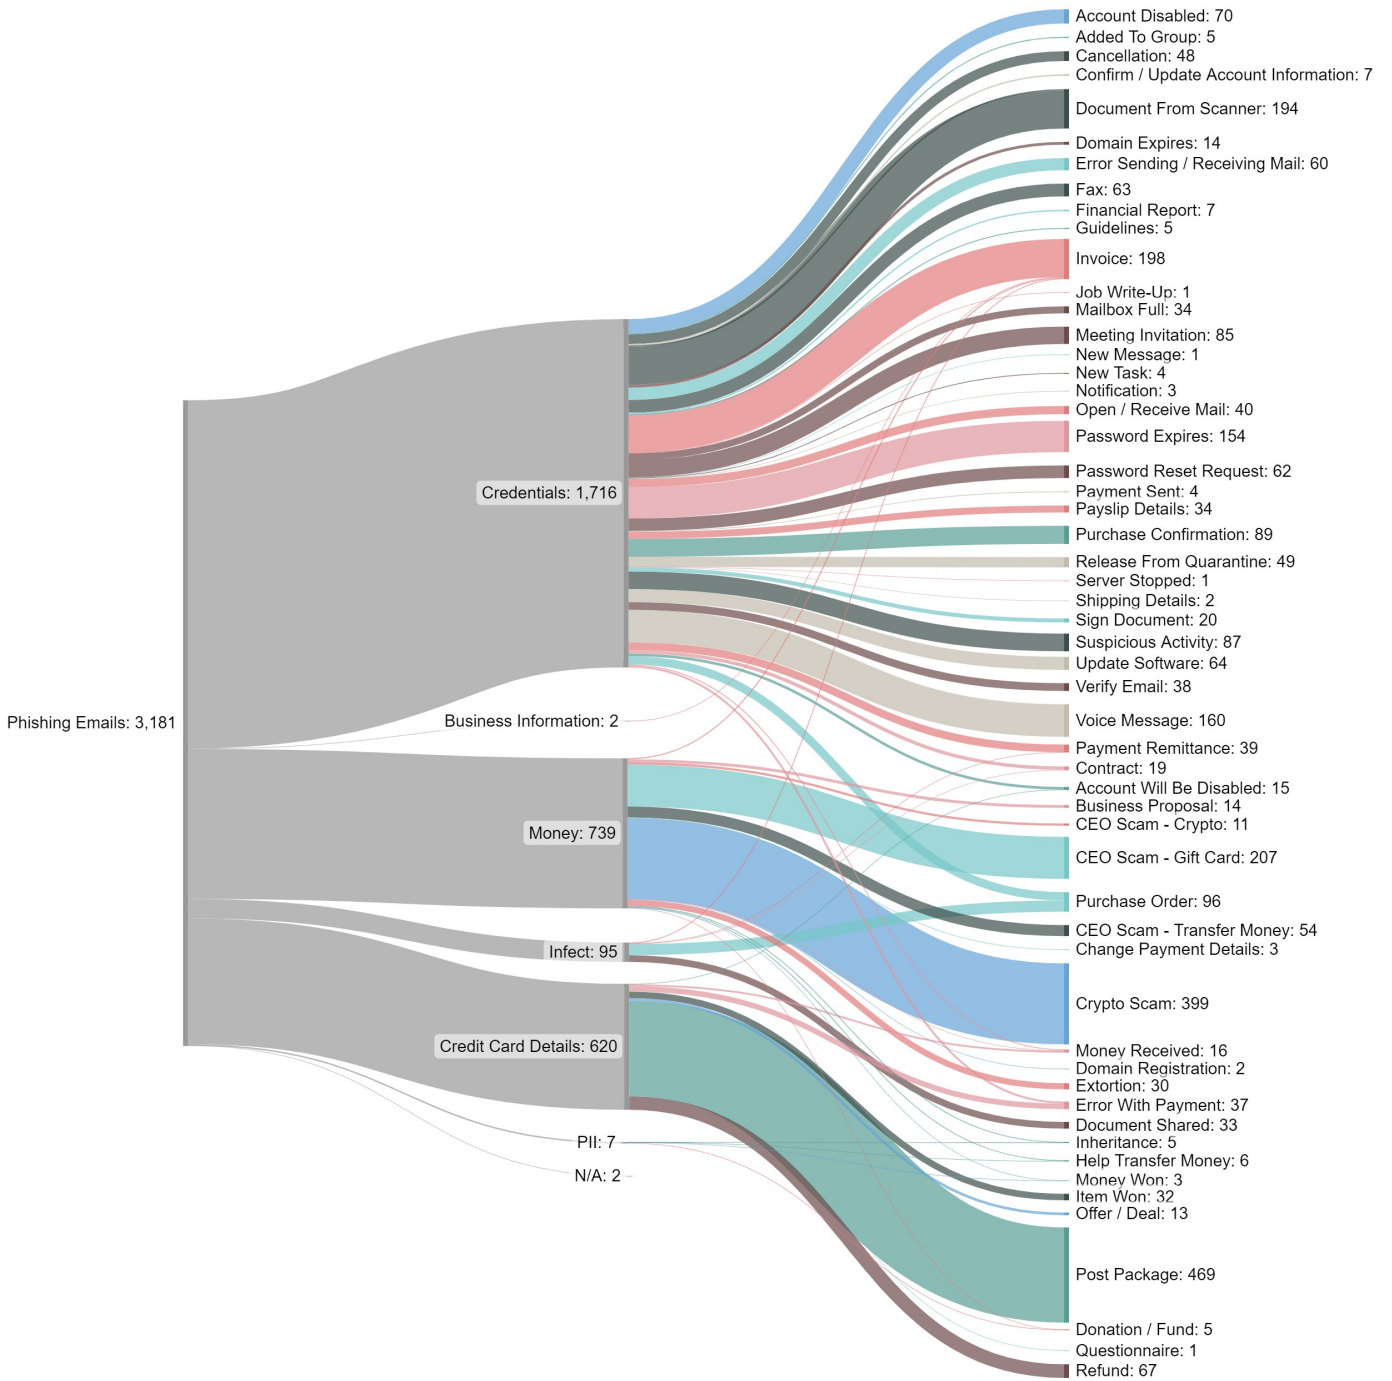 Phishing Emails: 3,181
Credentials: 1,716
Business Information: 2
Money: 739
Infect: 95
Credit Card Details: 620
PII: 7
N/A: 2
Account Disabled: 70
Added To Group: 5
Cancellation: 48
Confirm / Update Account Information: 7
Document From Scanner: 194
Domain Expires: 14
Error Sending / Receiving Mail: 60
Fax: 63
Financial Report: 7
Guidelines: 5
Invoice: 198
Job Write-Up: 1
Mailbox Full: 34
Meeting Invitation: 85
New Message: 1
New Task: 4
Notification: 3
Open / Receive Mail: 40
Password Expires: 154
Password Reset Request: 62
Payment Sent: 4
Payslip Details: 34
Purchase Confirmation: 89
Release From Quarantine: 49
Server Stopped: 1
Shipping Details: 2
Sign Document: 20
Suspicious Activity: 87
Update Software: 64
Verify Email: 38
Voice Message: 160
Payment Remittance: 39
Contract: 19
Account Will Be Disabled: 15
Business Proposal: 14
CEO Scam - Crypto: 11
CEO Scam - Gift Card: 207
Purchase Order: 96
CEO Scam - Transfer Money: 54
Change Payment Details: 3
Crypto Scam: 399
Money Received: 16
Domain Registration: 2
Extortion: 30
Error With Payment: 37
Document Shared: 33
Inheritance: 5
Help Transfer Money: 6
Money Won: 3
Item Won: 32
Offer / Deal: 13
Post Package: 469
Donation / Fund: 5
Questionnaire: 1
Refund: 67